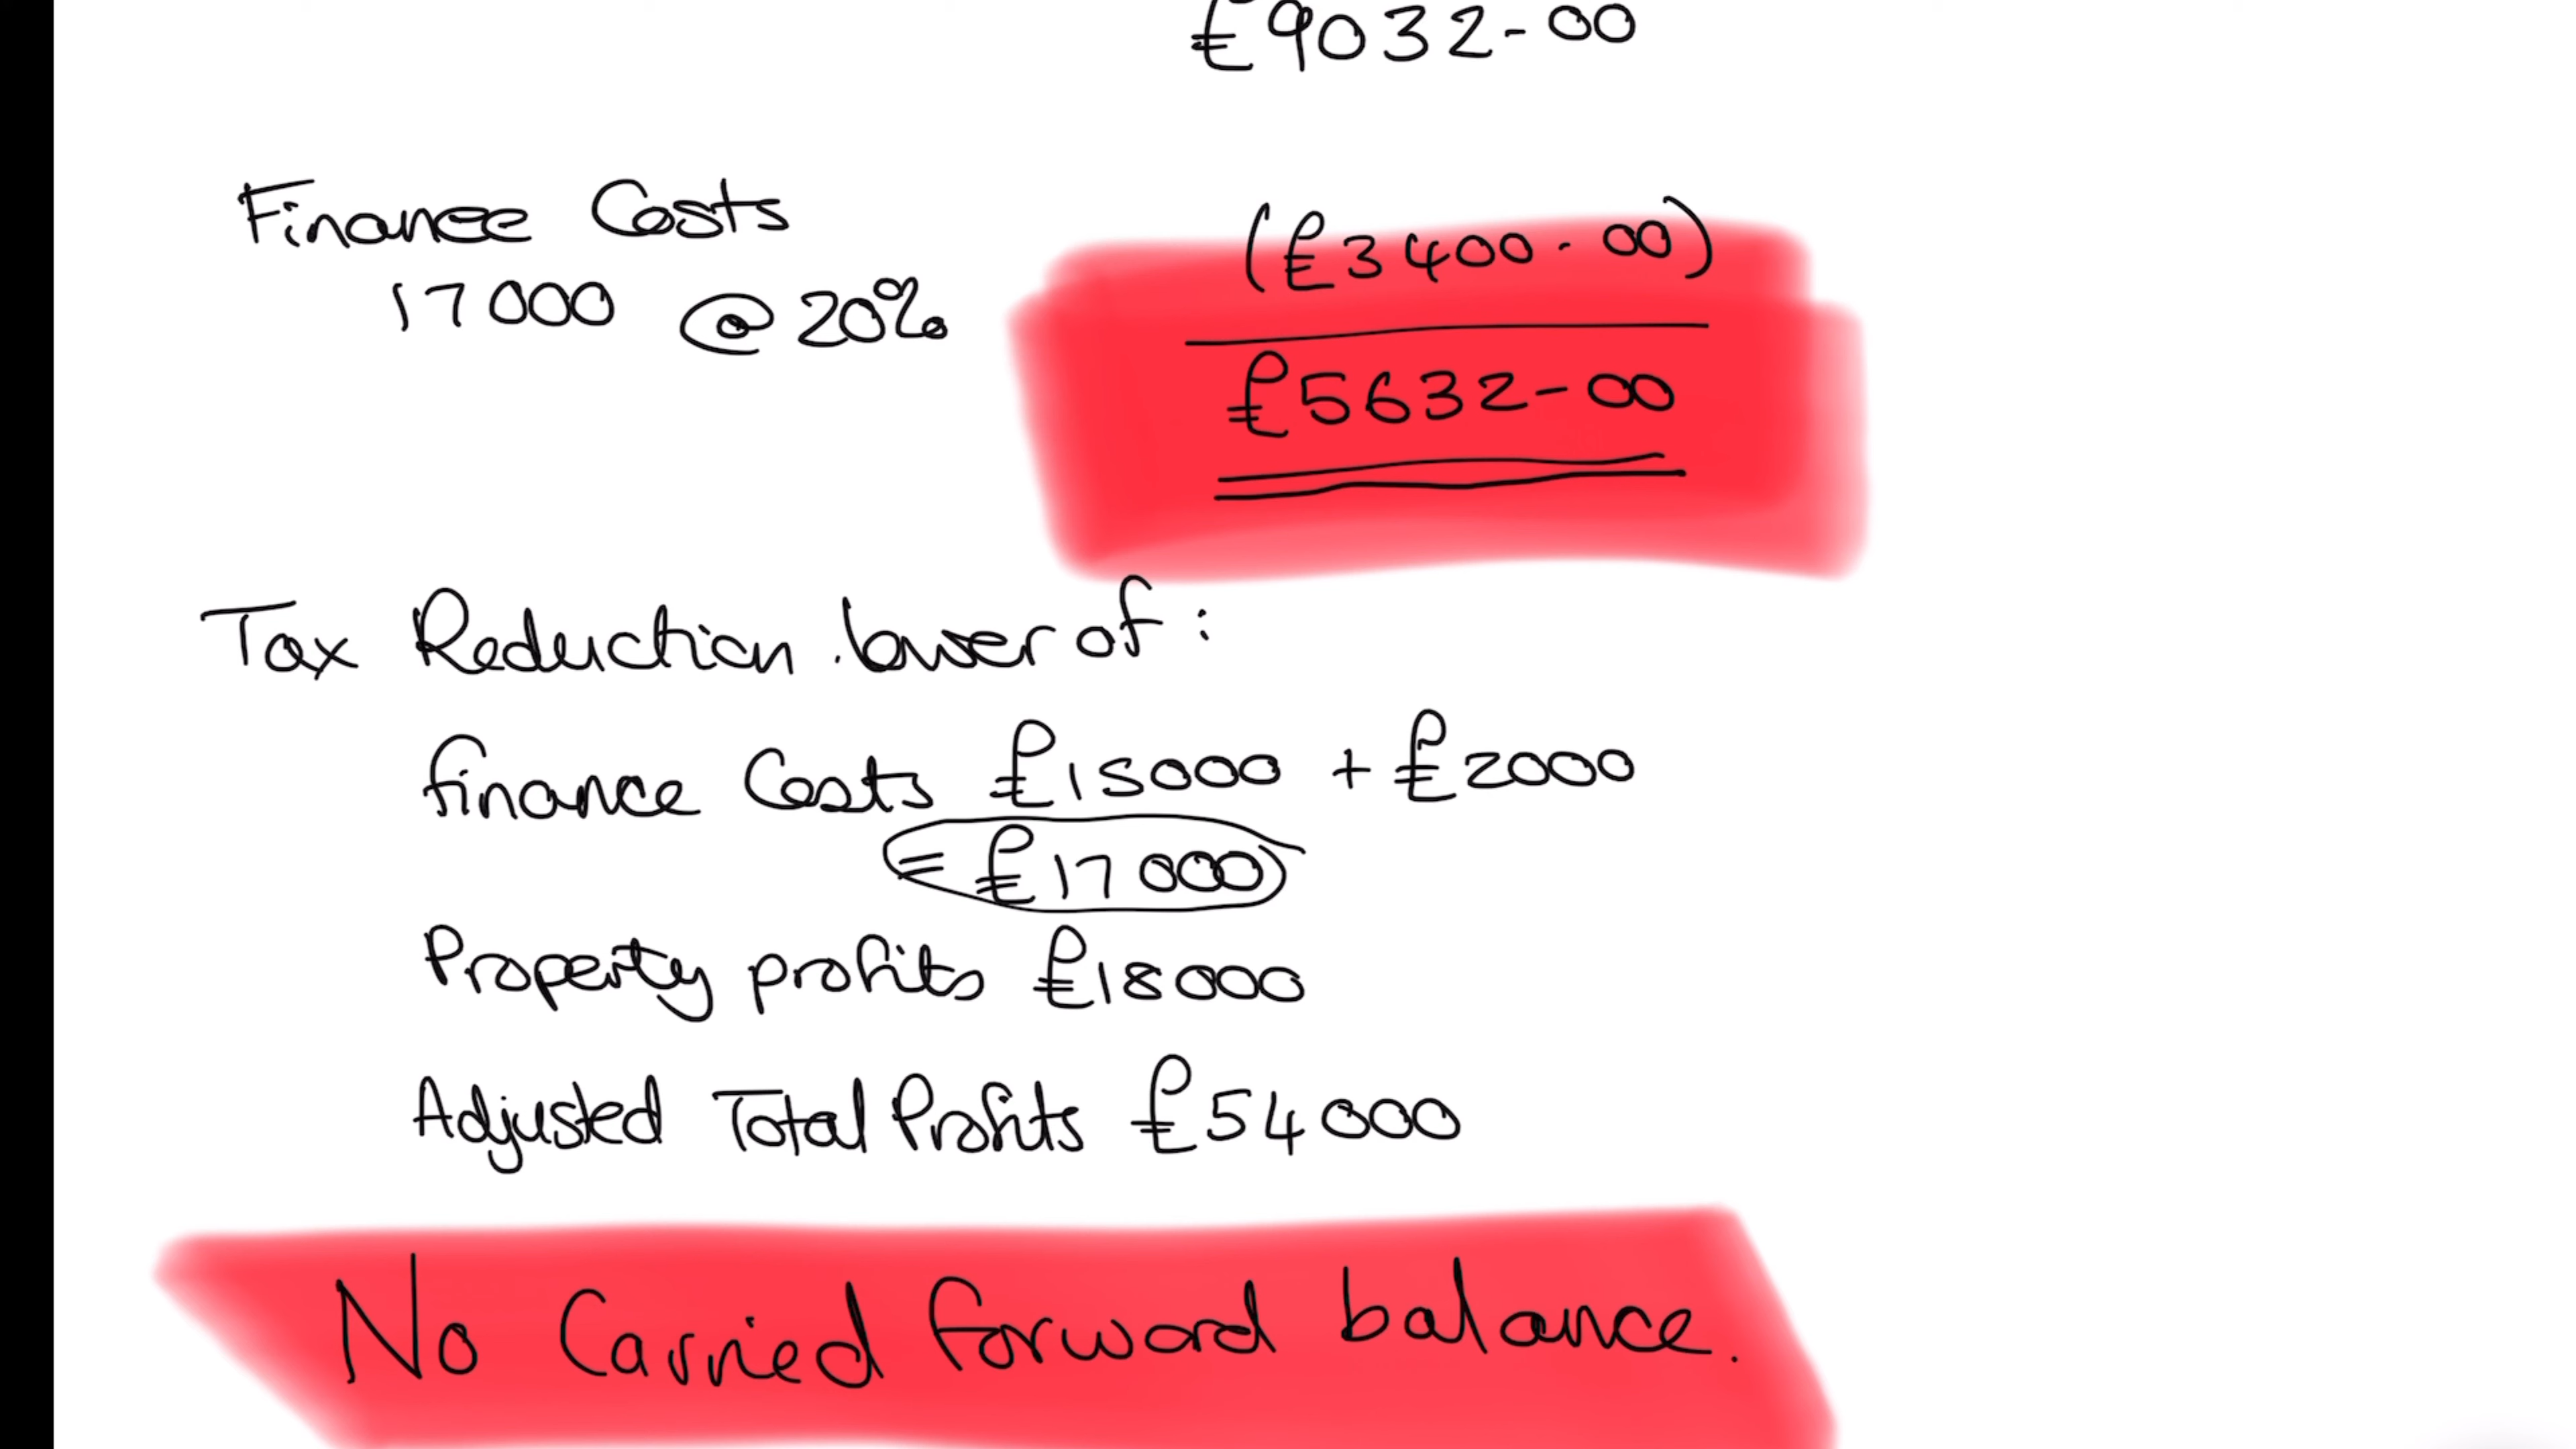 £9032-00
Finance Costs
(£3400-00)
17000 @ 20%
£5632-00
Tax Reduction lower of:
finance Costs £15000 + £2000
= £17000
Property profits £18000
Adjusted Total Profits £54000
No Carried forward balance.